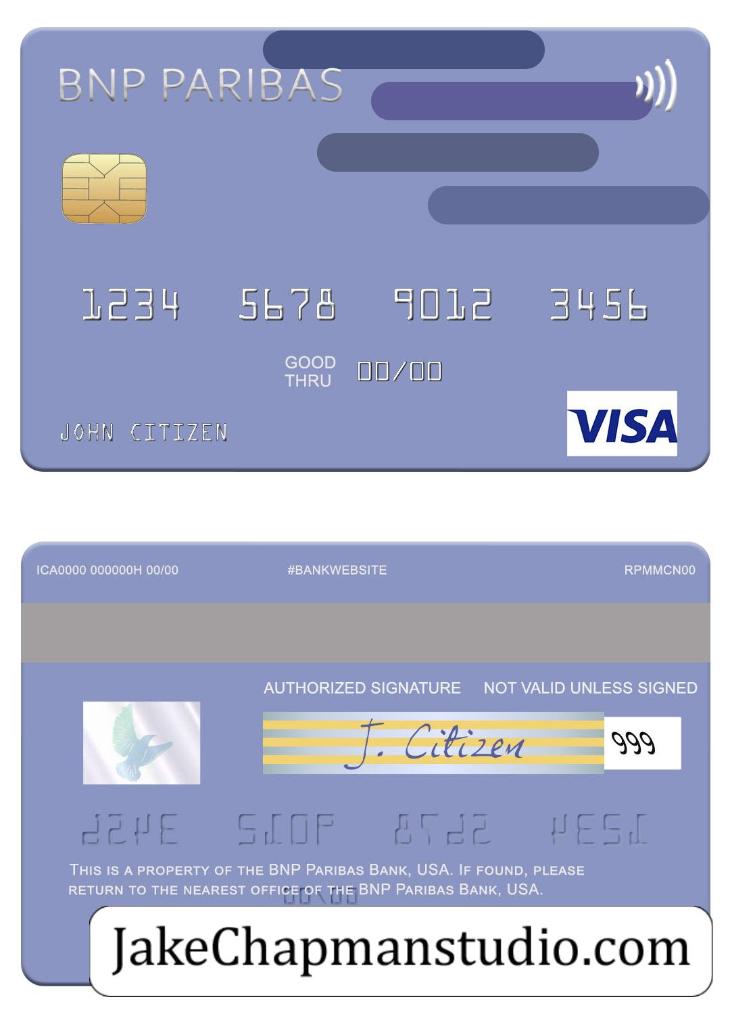 BNP PARIBAS
1234 5678 9012 3456
GOOD
THRU 00/00
JOHN CITIZEN
VISA
ICA0000 000000H 00/00 #BANKWEBSITE RPMMCN00
AUTHORIZED SIGNATURE NOT VALID UNLESS SIGNED
J. Citizen 999
THIS IS A PROPERTY OF THE BNP PARIBAS BANK, USA. IF FOUND, PLEASE
RETURN TO THE NEAREST OFFICE OF THE BNP PARIBAS BANK, USA.
JakeChapmanstudio.com